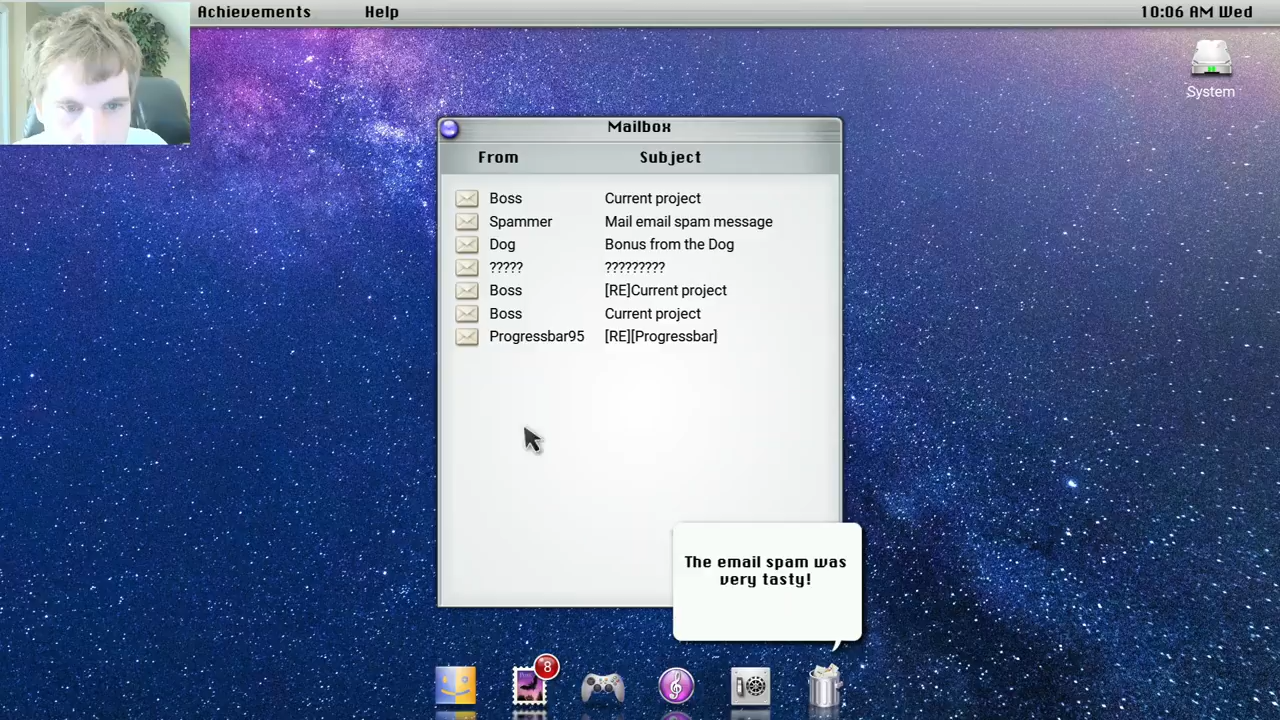 Achievements Help 10:06 AM Wed
System
Mailbox
From Subject
Boss Current project
Spammer Mail email spam message
Dog Bonus from the Dog
????? ?????????
Boss [RE]Current project
Boss Current project
Progressbar95 [RE][Progressbar]
The email spam was
very tasty!
8